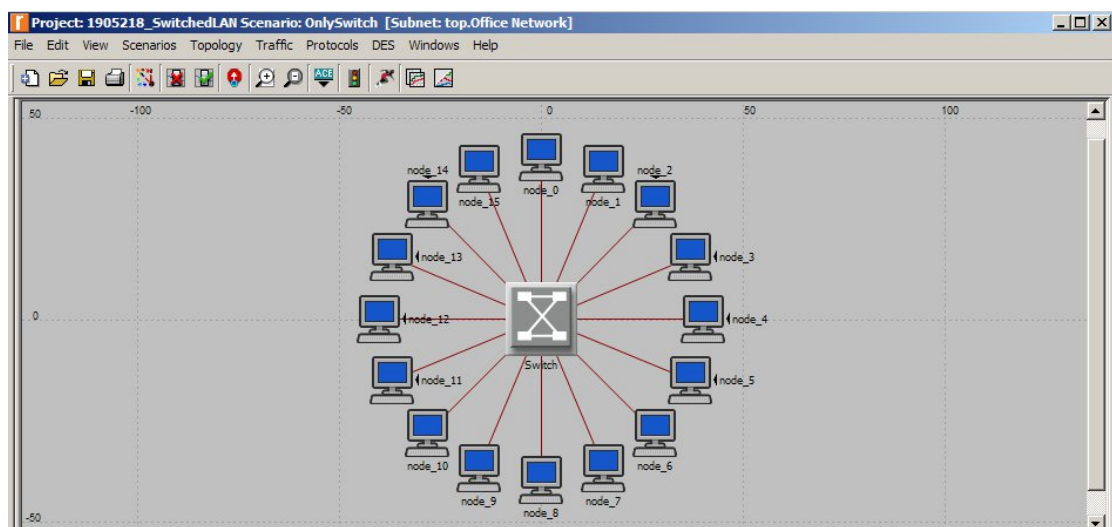 Project: 1905218_SwitchedLAN Scenario: OnlySwitch [Subnet: top.Office Network]
File Edit View Scenarios Topology Traffic Protocols DES Windows Help
ACE
50 -100 -50 0 50 100
node_14 node_2
node_0
node_15 node_1
node_13 node_3
0 node_12 node_4
Switch
node_11 node_5
node_10 node_6
node_9 node_7
node_8
-50